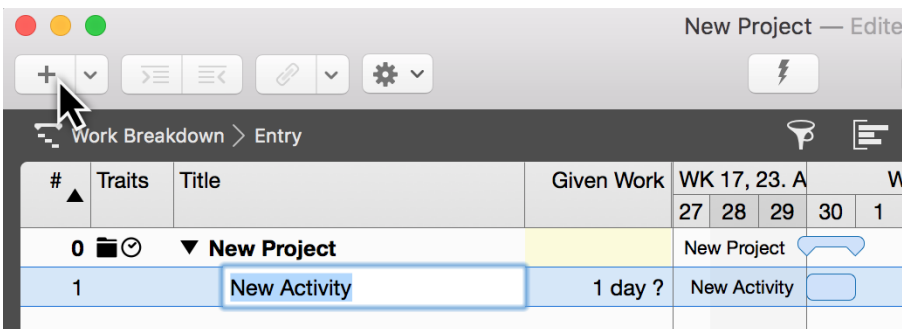 New Project — Edite
Work Breakdown > Entry
# Traits Title Given Work WK 17, 23. A W
27 28 29 30 1
0 New Project New Project
1 New Activity 1 day ? New Activity